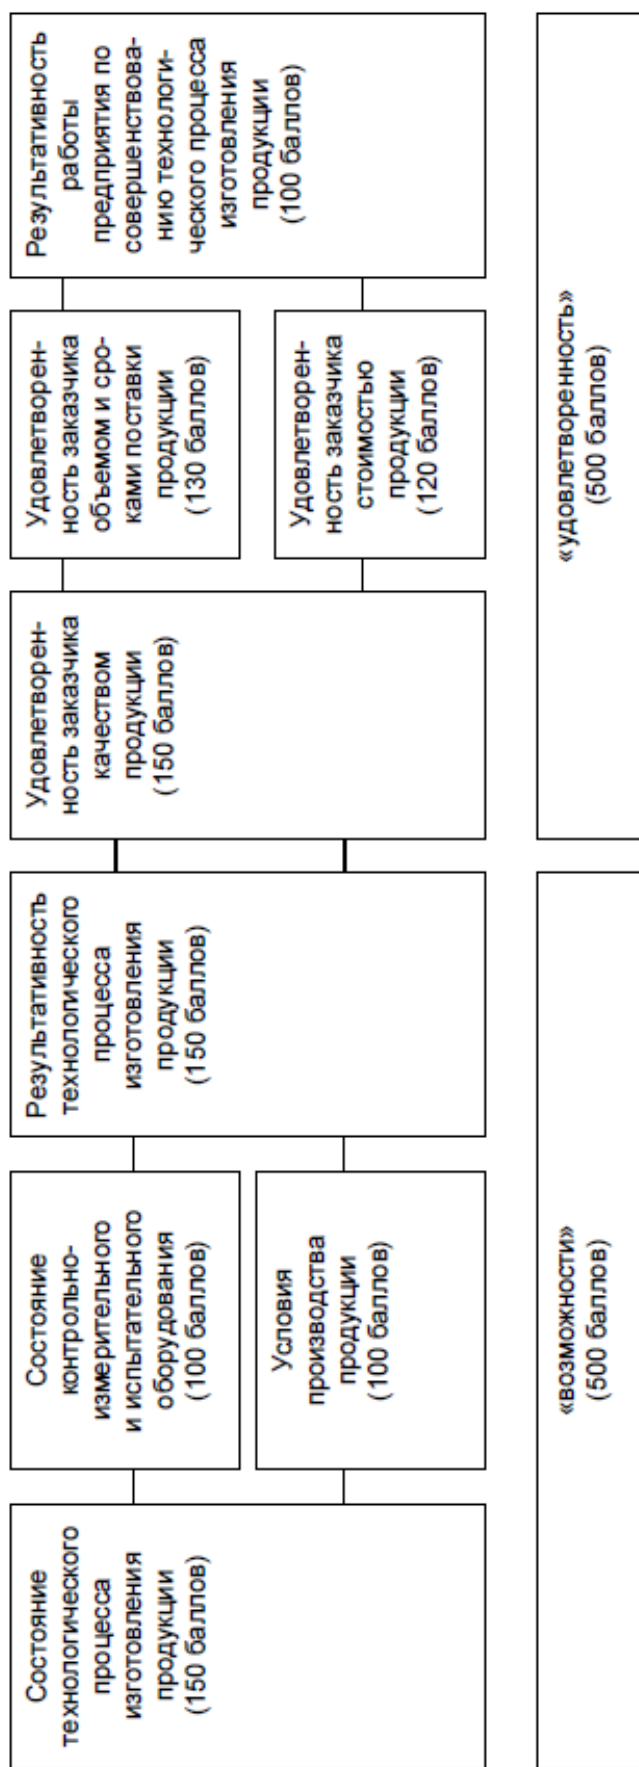 Состояние
технологического
процесса
изготовления
продукции
(150 баллов)
Состояние
контрольно-
измерительного
и испытательного
оборудования
(100 баллов)
Условия
производства
продукции
(100 баллов)
Результативность
технологического
процесса
изготовления
продукции
(150 баллов)
Удовлетворен-
ность заказчика
качеством
продукции
(150 баллов)
Удовлетворен-
ность заказчика
объемом и сро-
ками поставки
продукции
(130 баллов)
Удовлетворен-
ность заказчика
стоимостью
продукции
(120 баллов)
Результативность
работы
предприятия по
совершенствова-
нию технологи-
ческого процесса
изготовления
продукции
(100 баллов)
«возможности»
(500 баллов)
«удовлетворенность»
(500 баллов)